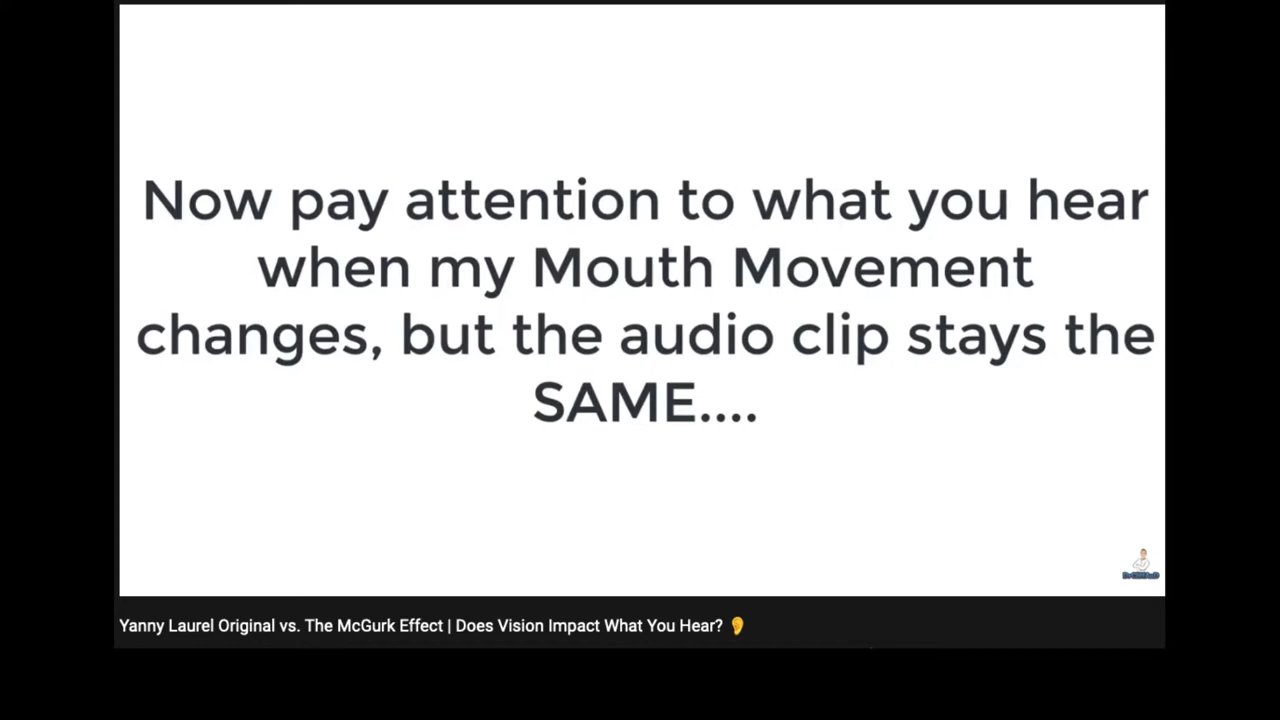 Now pay attention to what you hear
when my Mouth Movement
changes, but the audio clip stays the
SAME....
Yanny Laurel Original vs. The McGurk Effect | Does Vision Impact What You Hear? 👂